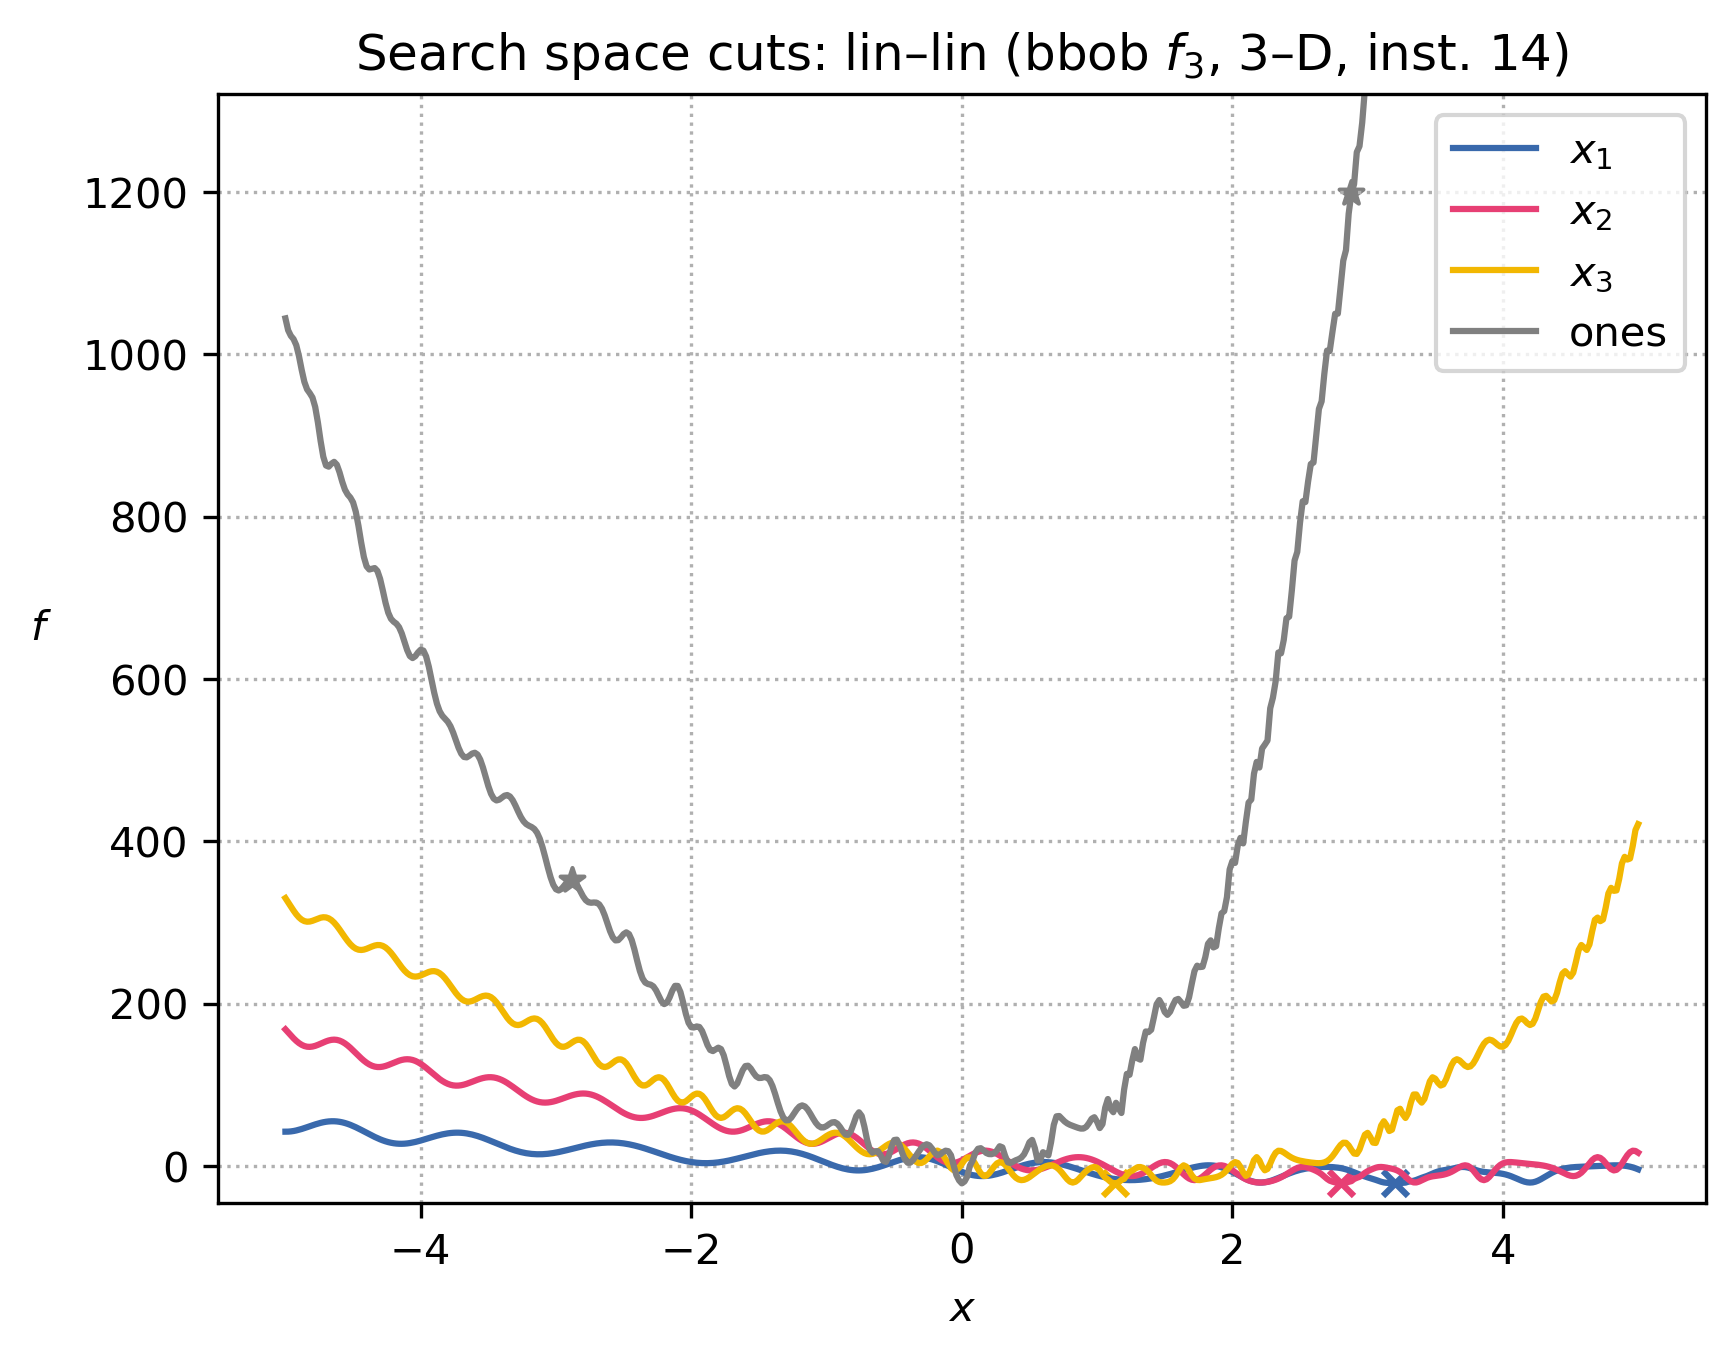 Search space cuts: lin–lin (bbob f₃, 3–D, inst. 14)
x₁
x₂
x₃
ones
1200
1000
800
600
400
200
0
f
−4
−2
0
2
4
x